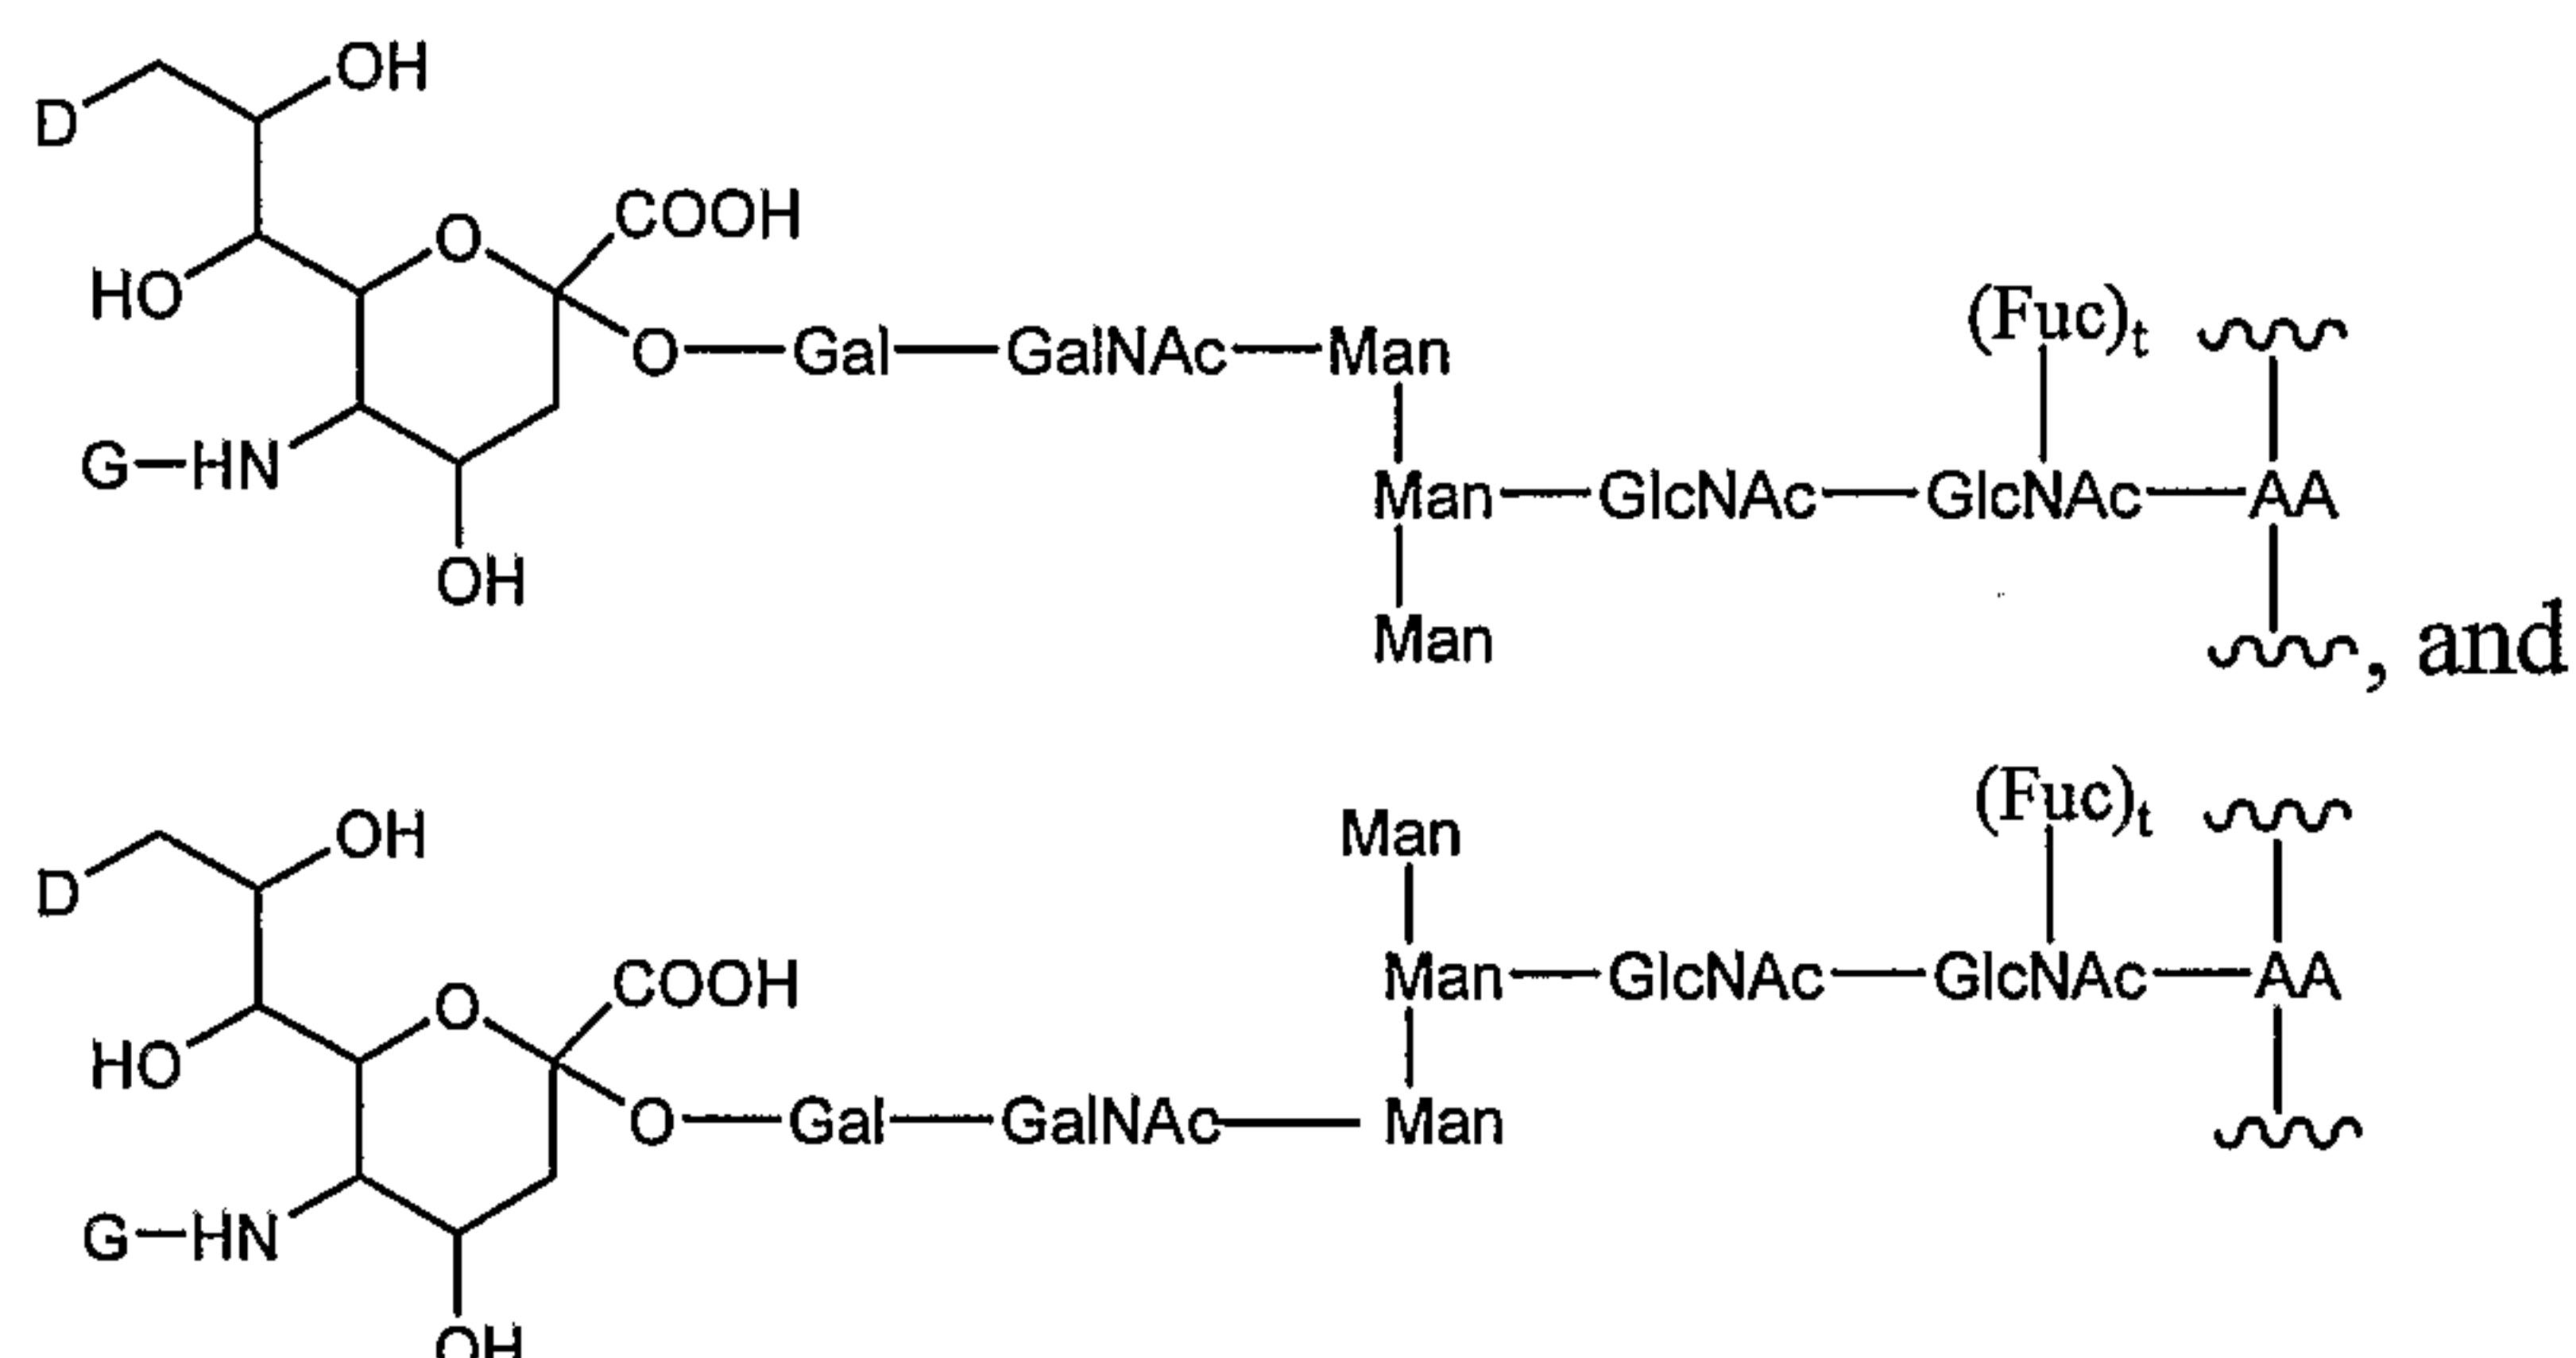 OH
D
COOH
O
HO
(Fuc)t
O—Gal—GalNAc—Man
G—HN
Man—GlcNAc—GlcNAc—AA
OH
Man
, and
OH
Man
(Fuc)t
D
COOH
Man—GlcNAc—GlcNAc—AA
O
HO
O—Gal—GalNAc—Man
G—HN
OH